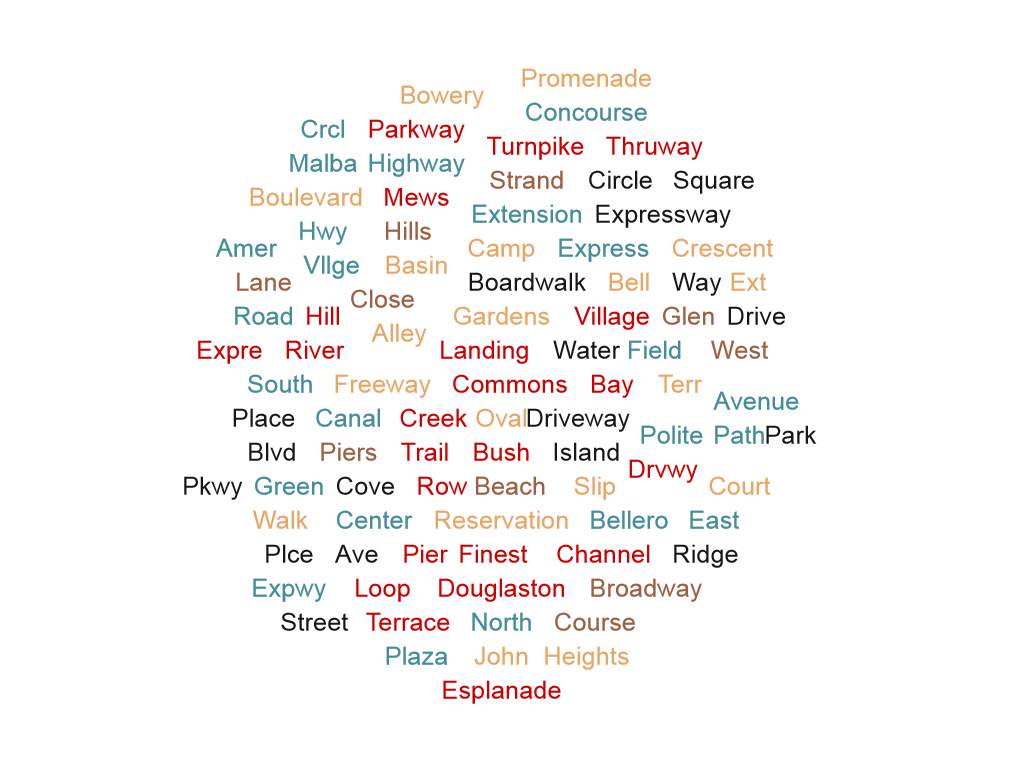 Promenade
Bowery
Concourse
Crcl Parkway
Turnpike Thruway
Malba Highway
Strand Circle Square
Boulevard Mews
Extension Expressway
Hwy Hills
Amer Camp Express Crescent
Vllge Basin
Lane Boardwalk Bell Way Ext
Close
Road Hill Gardens Village Glen Drive
Alley
Expre River Landing Water Field West
South Freeway Commons Bay Terr
Avenue
Place Canal Creek Oval Driveway
Polite Path Park
Blvd Piers Trail Bush Island
Drvwy
Pkwy Green Cove Row Beach Slip Court
Walk Center Reservation Bellero East
Plce Ave Pier Finest Channel Ridge
Expwy Loop Douglaston Broadway
Street Terrace North Course
Plaza John Heights
Esplanade